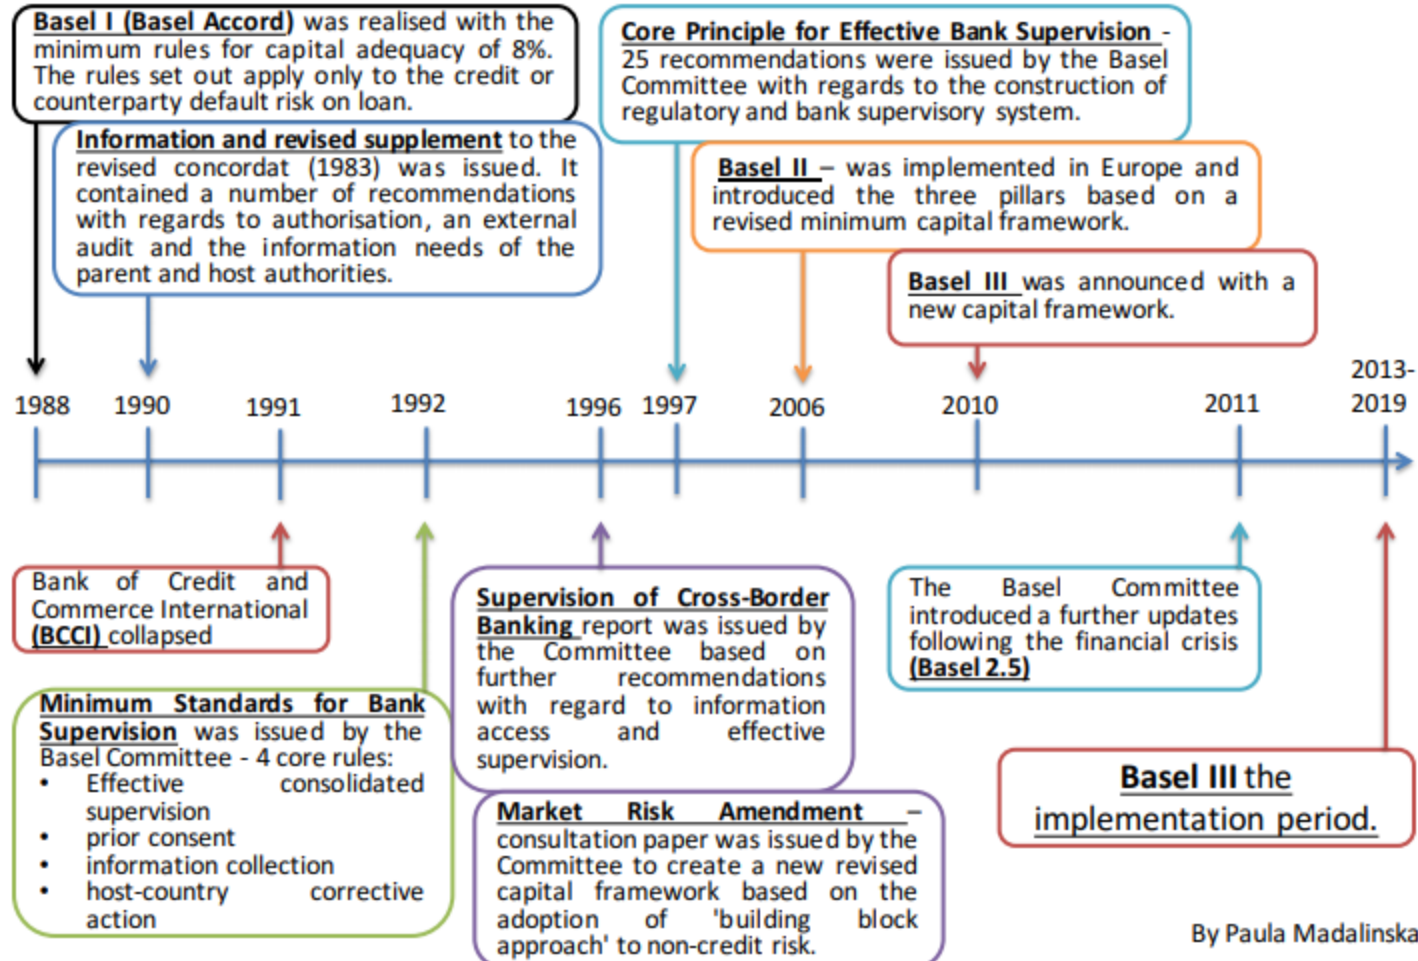 Basel I (Basel Accord) was realised with the
minimum rules for capital adequacy of 8%.
The rules set out apply only to the credit or
counterparty default risk on loan.
Information and revised supplement to the
revised concordat (1983) was issued. It
contained a number of recommendations
with regards to authorisation, an external
audit and the information needs of the
parent and host authorities.
Core Principle for Effective Bank Supervision -
25 recommendations were issued by the Basel
Committee with regards to the construction of
regulatory and bank supervisory system.
Basel II – was implemented in Europe and
introduced the three pillars based on a
revised minimum capital framework.
Basel III was announced with a
new capital framework.
1988
1990
1991
1992
1996
1997
2006
2010
2011
2013-
2019
Bank of Credit and
Commerce International
(BCCI) collapsed
Minimum Standards for Bank
Supervision was issued by the
Basel Committee - 4 core rules:
• Effective consolidated
supervision
• prior consent
• information collection
• host-country corrective
action
Supervision of Cross-Border
Banking report was issued by
the Committee based on
further recommendations
with regard to information
access and effective
supervision.
Market Risk Amendment –
consultation paper was issued by the
Committee to create a new revised
capital framework based on the
adoption of 'building block
approach' to non-credit risk.
The Basel Committee
introduced a further updates
following the financial crisis
(Basel 2.5)
Basel III the
implementation period.
By Paula Madalinska